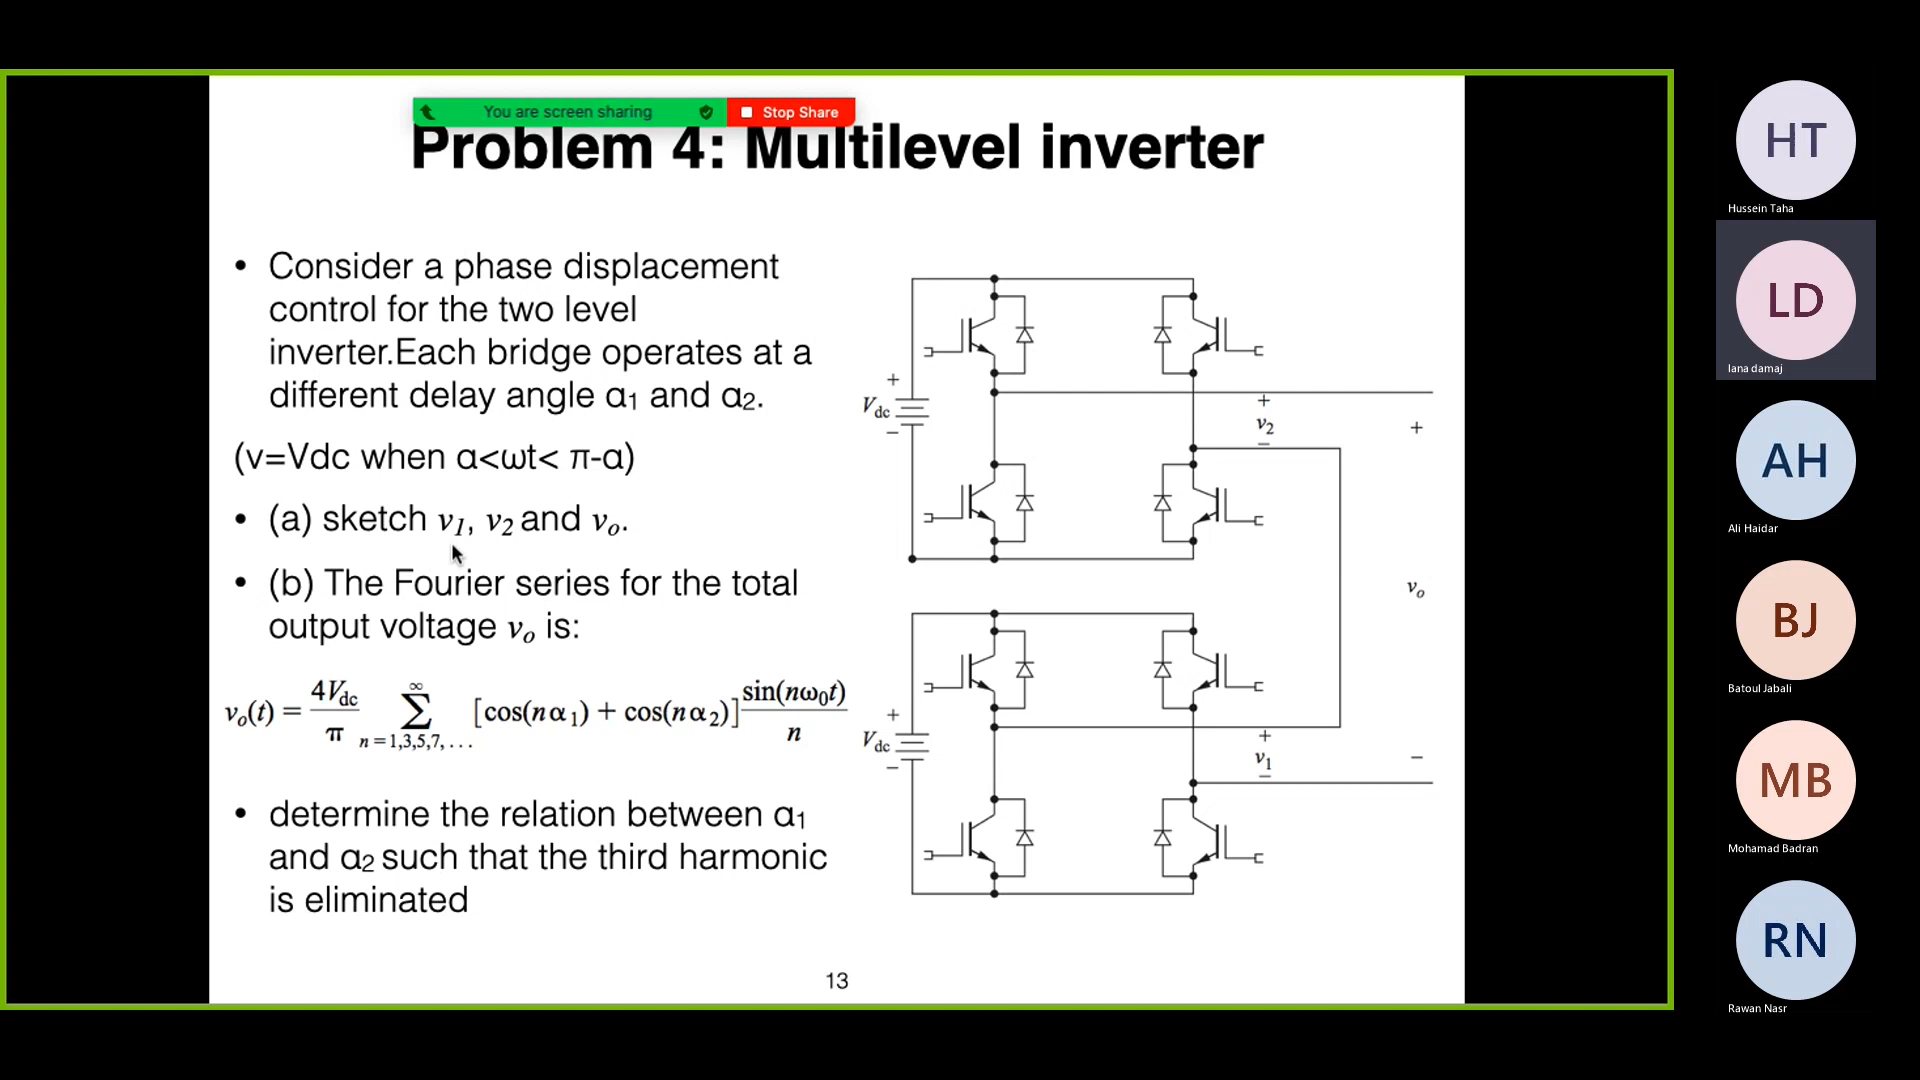 You are screen sharing
Stop Share
Problem 4: Multilevel inverter
• Consider a phase displacement
control for the two level
inverter.Each bridge operates at a
different delay angle α1 and α2.
(v=Vdc when α<ωt< π-α)
• (a) sketch v1, v2 and vo.
• (b) The Fourier series for the total
output voltage vo is:
vo(t) = 4Vdc/π ∑ n=1,3,5,7,... ∞ [cos(nα1) + cos(nα2)] sin(nω0t)/n
• determine the relation between α1
and α2 such that the third harmonic
is eliminated
+
Vdc
−
+
v2
−
+
vo
+
Vdc
−
+
v1
−
−
13
HT
Hussein Taha
LD
lana damaj
AH
Ali Haidar
BJ
Batoul Jabali
MB
Mohamad Badran
RN
Rawan Nasr